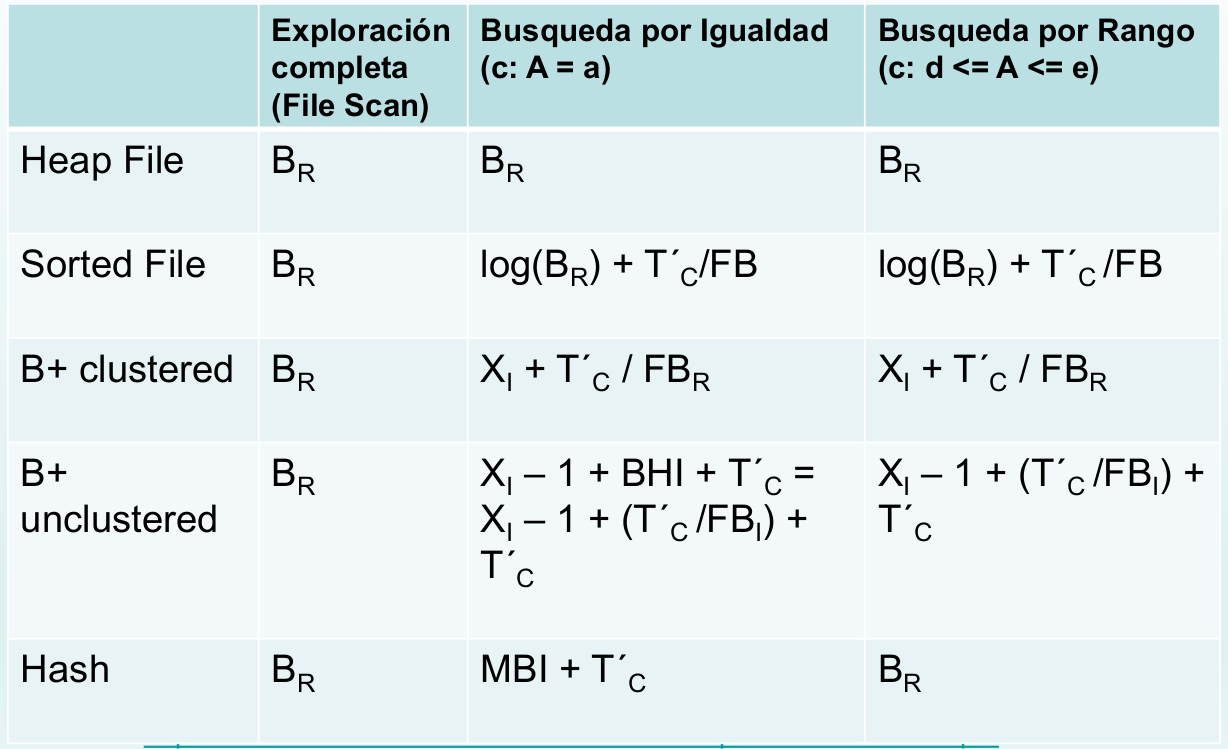 Exploración completa (File Scan)
Busqueda por Igualdad (c: A = a)
Busqueda por Rango (c: d <= A <= e)
Heap File
B_R
B_R
B_R
Sorted File
B_R
log(B_R) + T´_C/FB
log(B_R) + T´_C /FB
B+ clustered
B_R
X_I + T´_C / FB_R
X_I + T´_C / FB_R
B+ unclustered
B_R
X_I – 1 + BHI + T´_C =
X_I – 1 + (T´_C /FB_I) +
T´_C
X_I – 1 + (T´_C /FB_I) +
T´_C
Hash
B_R
MBI + T´_C
B_R